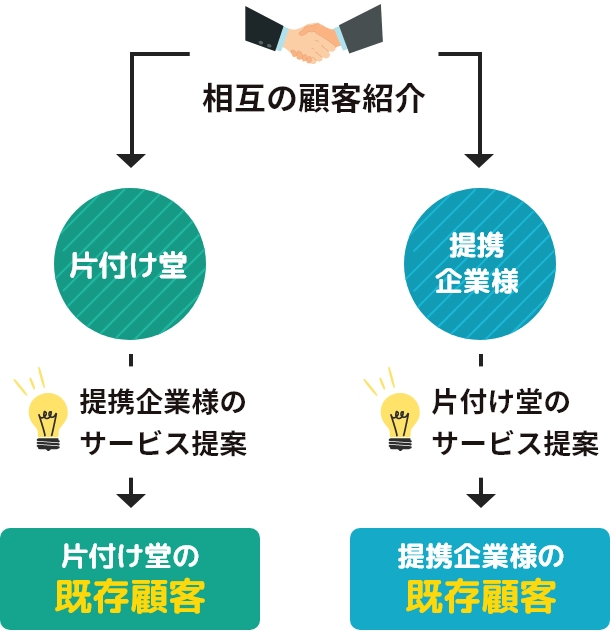 相互の顧客紹介
片付け堂
提携
企業様
提携企業様の
サービス提案
片付け堂の
サービス提案
片付け堂の
既存顧客
提携企業様の
既存顧客